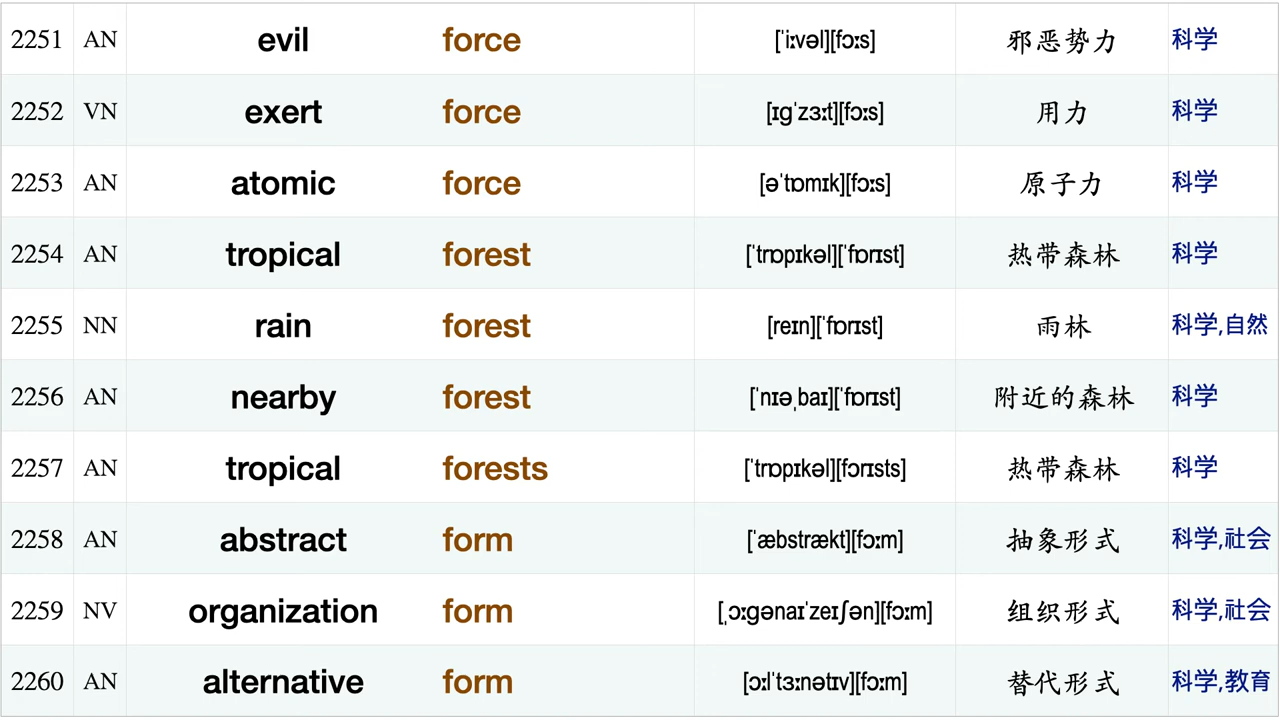 2251 AN evil force [ˈiːvəl][fɔːs] 邪恶势力 科学
2252 VN exert force [ɪɡˈzɜːt][fɔːs] 用力 科学
2253 AN atomic force [əˈtɒmɪk][fɔːs] 原子力 科学
2254 AN tropical forest [ˈtrɒpɪkəl][ˈfɒrɪst] 热带森林 科学
2255 NN rain forest [reɪn][ˈfɒrɪst] 雨林 科学,自然
2256 AN nearby forest [ˈnɪəˌbaɪ][ˈfɒrɪst] 附近的森林 科学
2257 AN tropical forests [ˈtrɒpɪkəl][fɔrɪsts] 热带森林 科学
2258 AN abstract form [ˈæbstrækt][fɔːm] 抽象形式 科学,社会
2259 NV organization form [ˌɔːɡənaɪˈzeɪʃən][fɔːm] 组织形式 科学,社会
2260 AN alternative form [ɔːlˈtɜːnətɪv][fɔːm] 替代形式 科学,教育